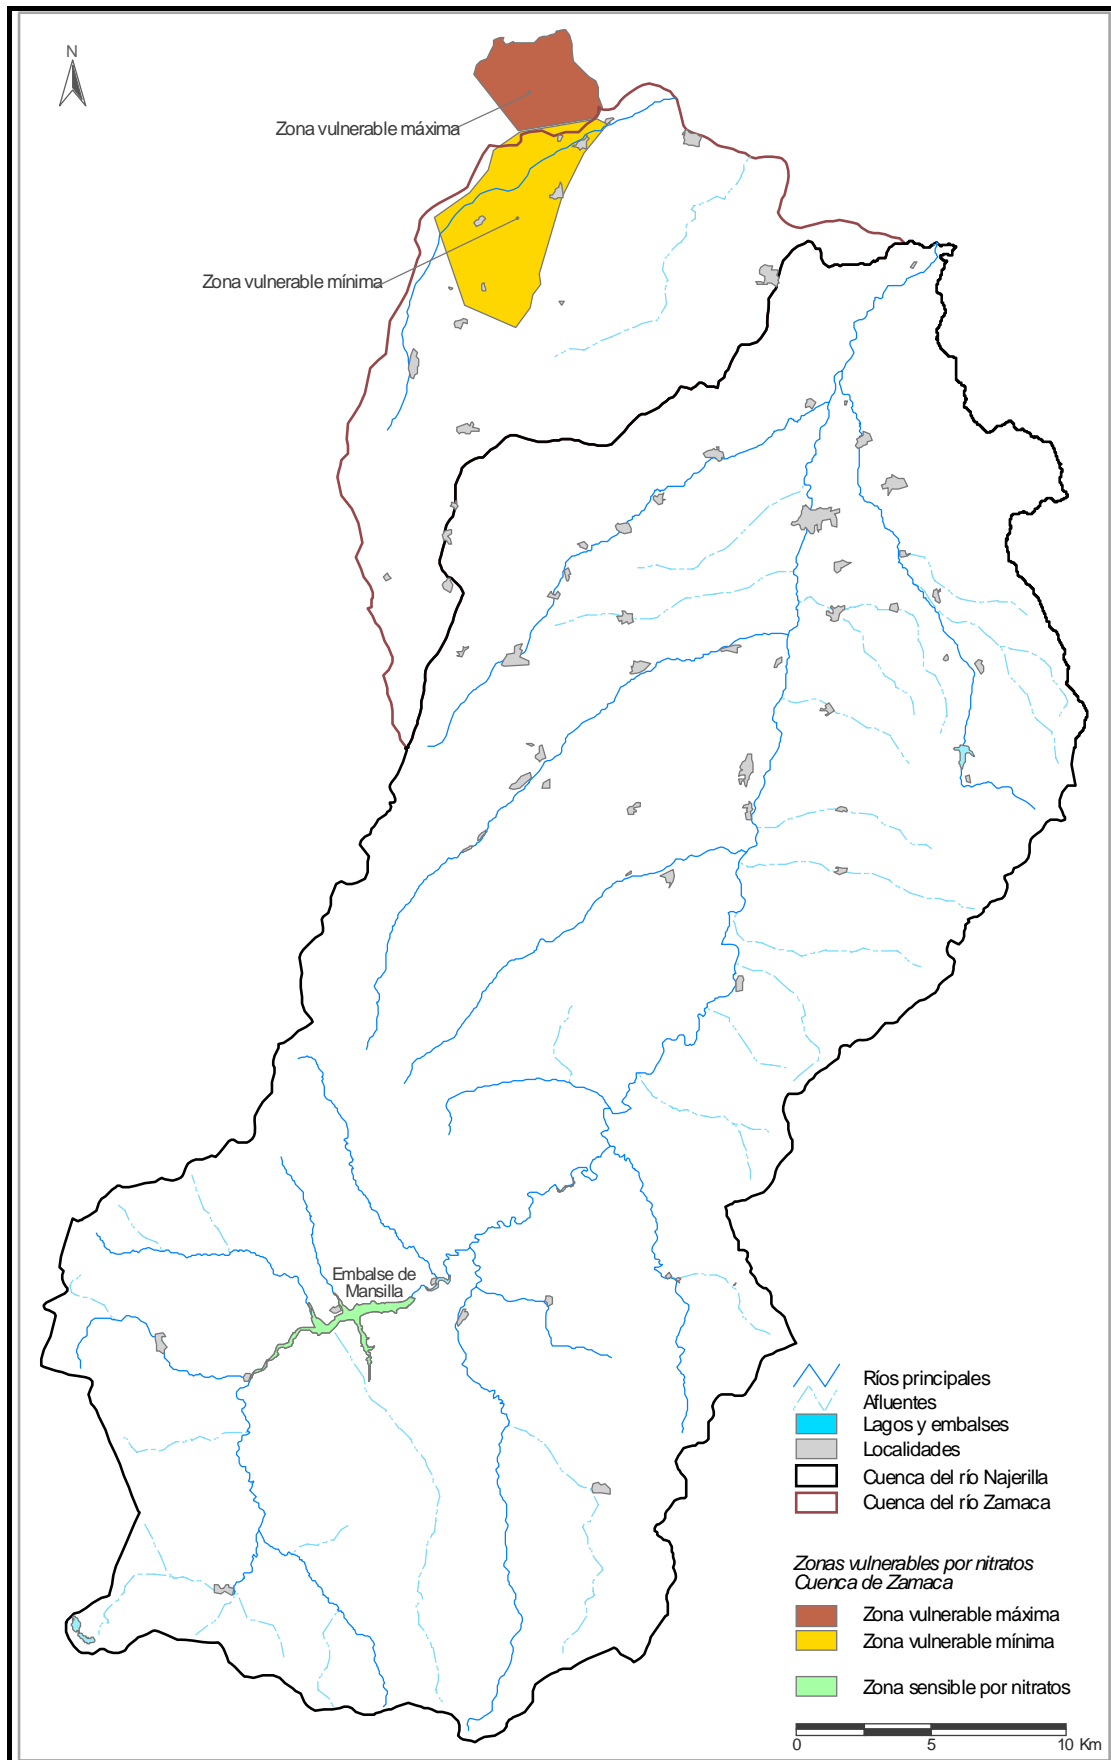 N
Zona vulnerable máxima
Zona vulnerable mínima
Embalse de
Mansilla
Ríos principales
Afluentes
Lagos y embalses
Localidades
Cuenca del río Najerilla
Cuenca del río Zamaca
Zonas vulnerables por nitratos
Cuenca de Zamaca
Zona vulnerable máxima
Zona vulnerable mínima
Zona sensible por nitratos
0 5 10 Km